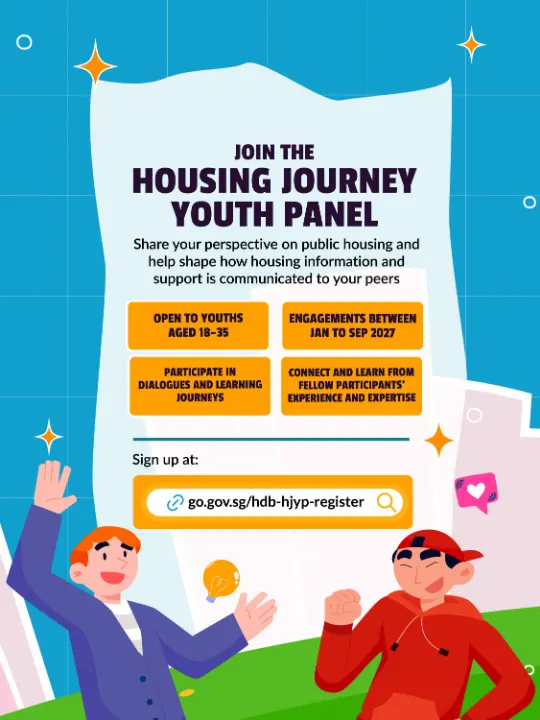 JOIN THE
HOUSING JOURNEY
YOUTH PANEL
Share your perspective on public housing and
help shape how housing information and
support is communicated to your peers
OPEN TO YOUTHS
AGED 18-35
ENGAGEMENTS BETWEEN
JAN TO SEP 2027
PARTICIPATE IN
DIALOGUES AND LEARNING
JOURNEYS
CONNECT AND LEARN FROM
FELLOW PARTICIPANTS'
EXPERIENCE AND EXPERTISE
Sign up at:
go.gov.sg/hdb-hjyp-register